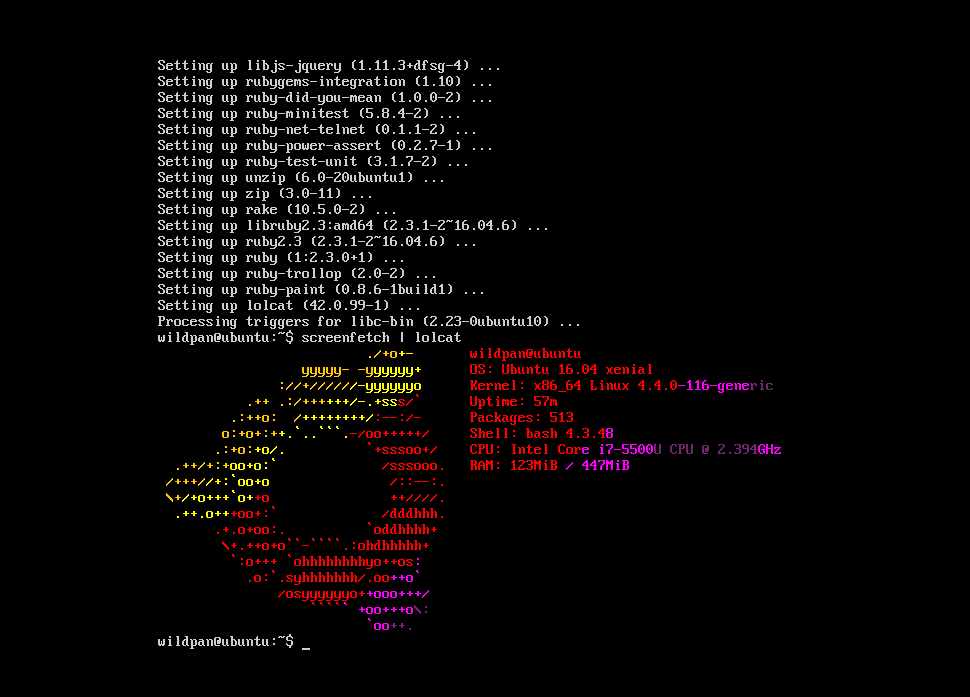 Setting up libjs-jquery (1.11.3+dfsg-4) ...
Setting up rubygems-integration (1.10) ...
Setting up ruby-did-you-mean (1.0.0-2) ...
Setting up ruby-minitest (5.8.4-2) ...
Setting up ruby-net-telnet (0.1.1-2) ...
Setting up ruby-power-assert (0.2.7-1) ...
Setting up ruby-test-unit (3.1.7-2) ...
Setting up unzip (6.0-20ubuntu1) ...
Setting up zip (3.0-11) ...
Setting up rake (10.5.0-2) ...
Setting up libruby2.3:amd64 (2.3.1-2~16.04.6) ...
Setting up ruby2.3 (2.3.1-2~16.04.6) ...
Setting up ruby (1:2.3.0+1) ...
Setting up ruby-trollop (2.0-2) ...
Setting up ruby-paint (0.8.6-1build1) ...
Setting up lolcat (42.0.99-1) ...
Processing triggers for libc-bin (2.23-0ubuntu10) ...
wildpan@ubuntu:~$ screenfetch | lolcat
                          ./+o+-       wildpan@ubuntu
                  yyyyy- -yyyyyy+      OS: Ubuntu 16.04 xenial
               ://+//////-yyyyyyo      Kernel: x86_64 Linux 4.4.0-116-generic
           .++ .:/++++++/-.+sss/`      Uptime: 57m
         .:++o:  /++++++++/:--:/-      Packages: 513
        o:+o+:++.`..```.-/oo+++++/     Shell: bash 4.3.48
       .:+o:+o/.          `+sssoo+/    CPU: Intel Core i7-5500U CPU @ 2.394GHz
  .++/+:+oo+o:`             /sssooo.   RAM: 123MiB / 447MiB
 /+++//+:`oo+o               /::--:.
 \+/+o+++`o++o               ++////.
  .++.o+++oo+:`             /dddhhh.
       .+.o+oo:.          `oddhhhh+
        \+.++o+o``-````.:ohdhhhhh+
         `:o+++ `ohhhhhhhhyo++os:
           .o:`.syhhhhhhh/.oo++o`
               /osyyyyyyo++ooo+++/
                   ````` +oo+++o\:
                          `oo++.
wildpan@ubuntu:~$ _